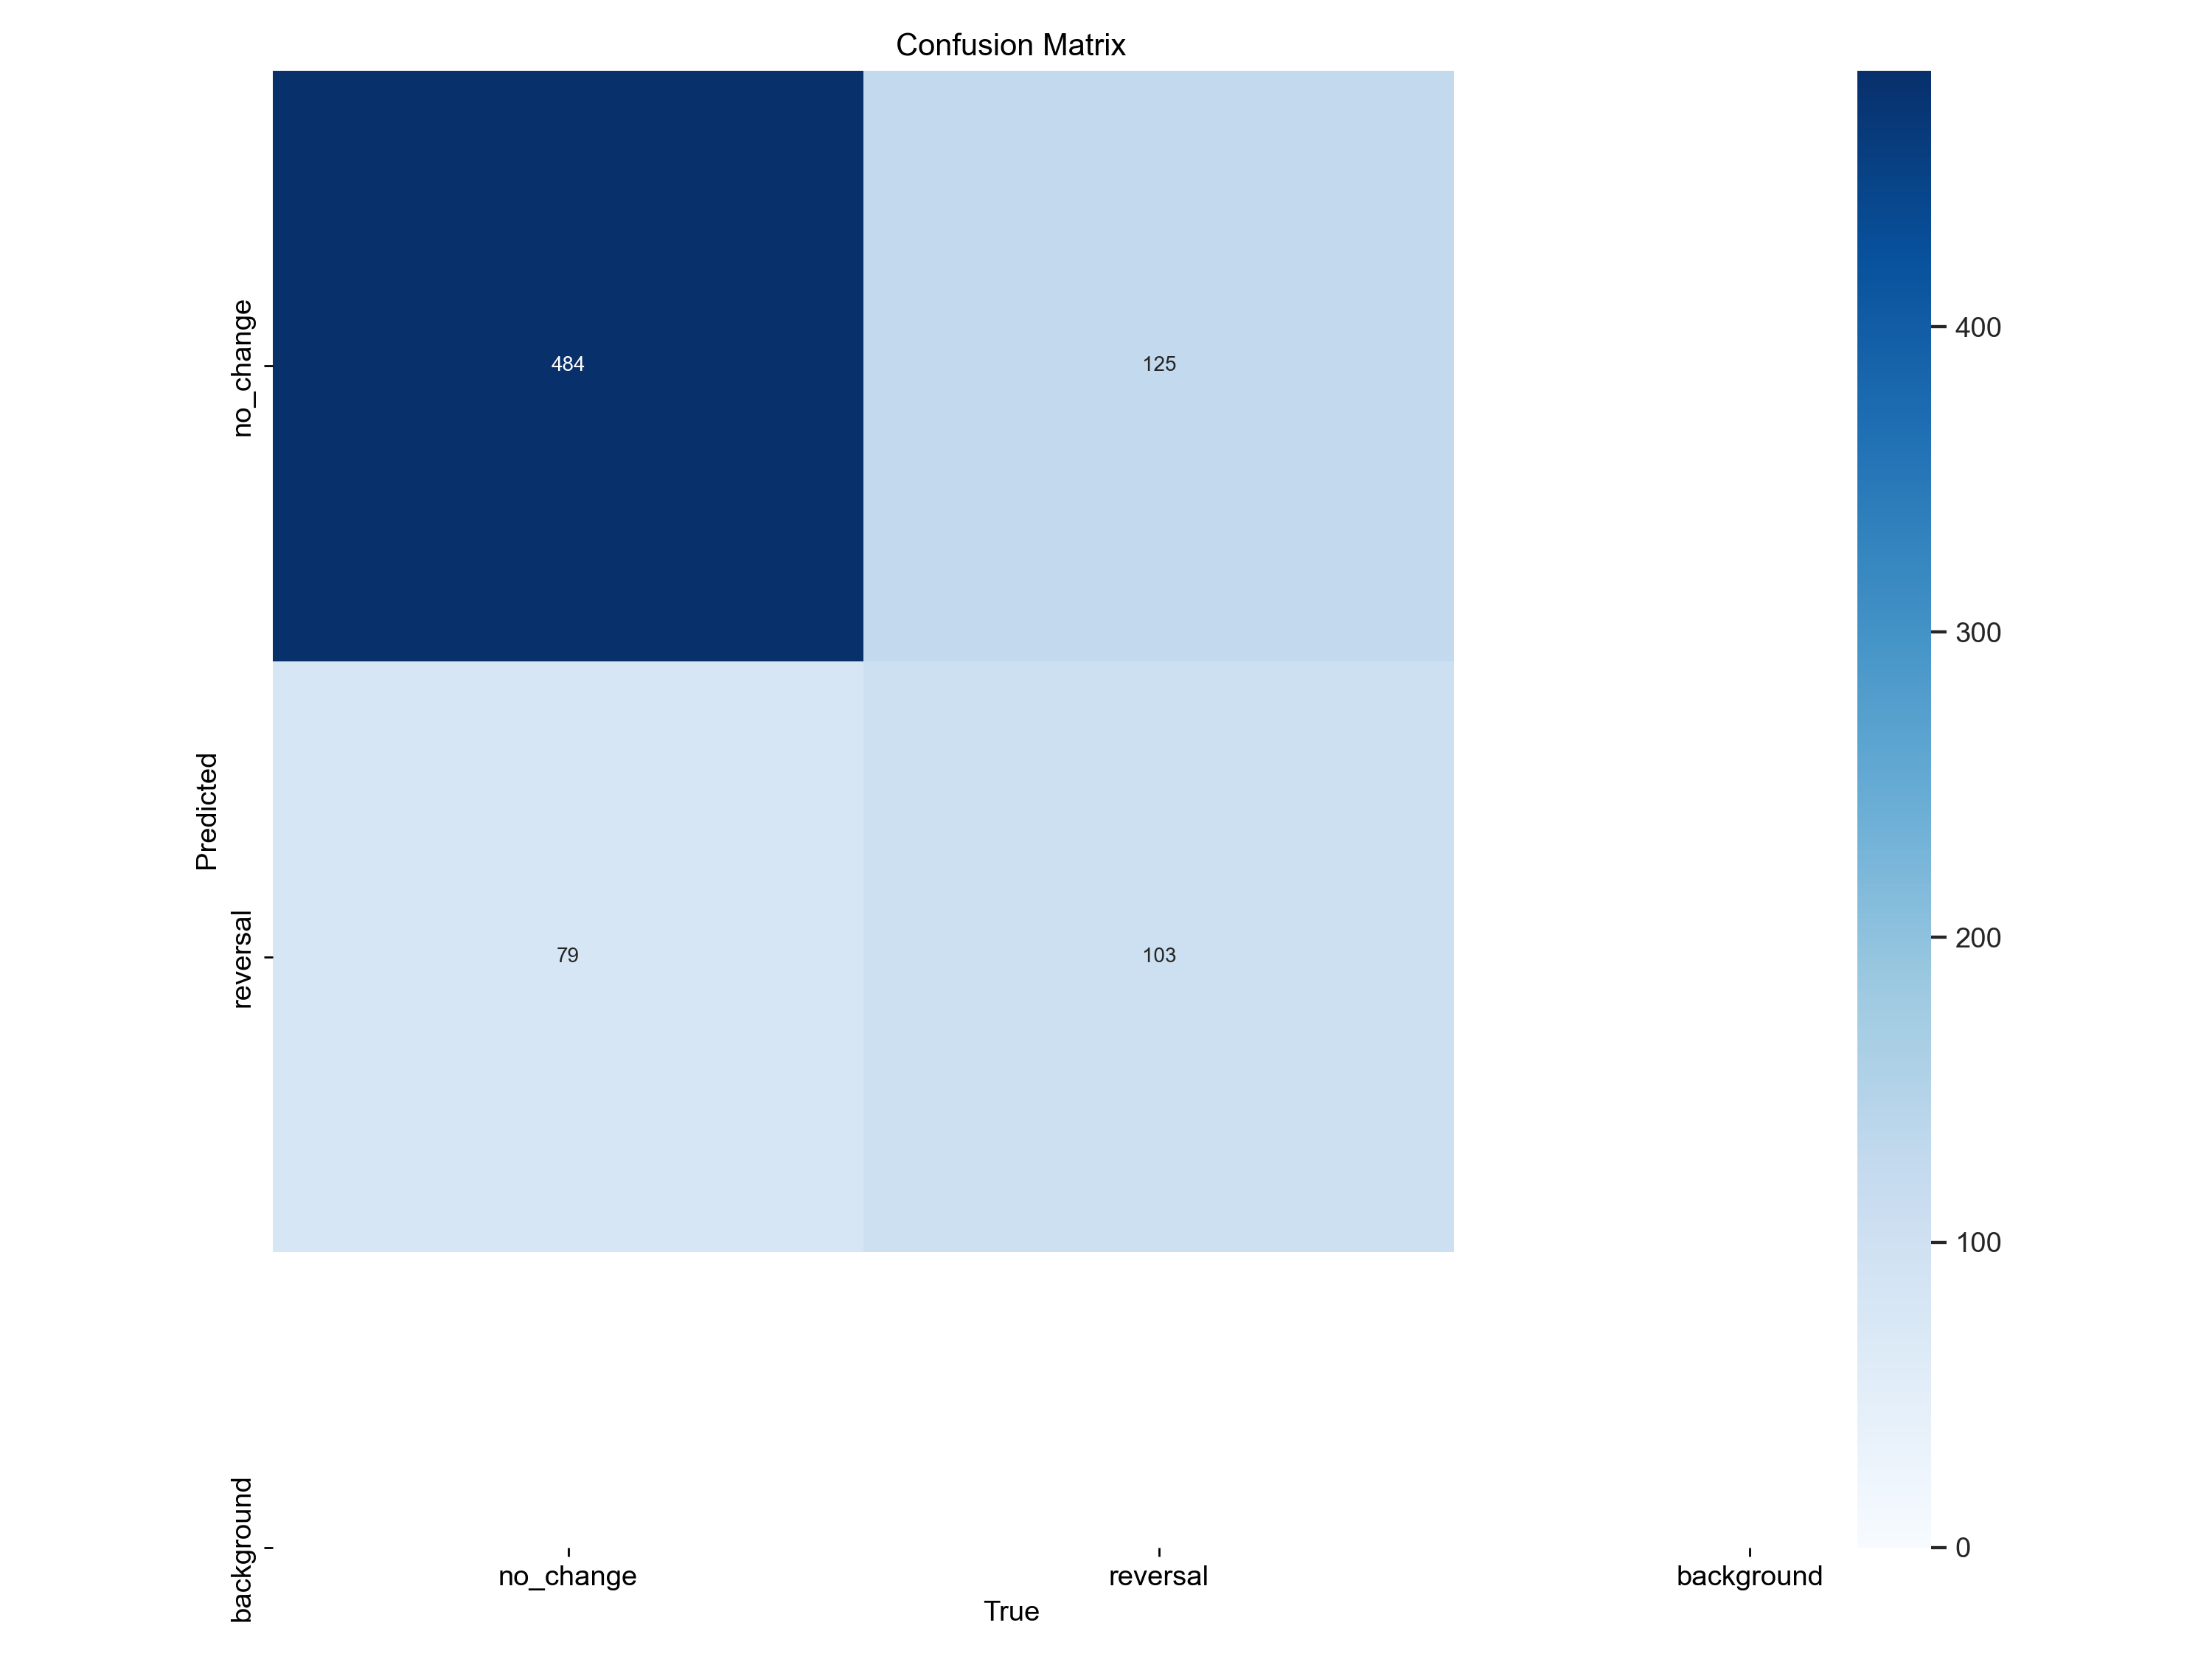 Confusion Matrix
no_change
484
125
400
300
Predicted
reversal
79
103
200
100
background
0
no_change
reversal
background
True